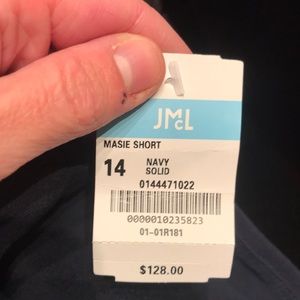 JMcL
MASIE SHORT
14 NAVY
SOLID
0144471022
0000010235823
01-01R181
$128.00